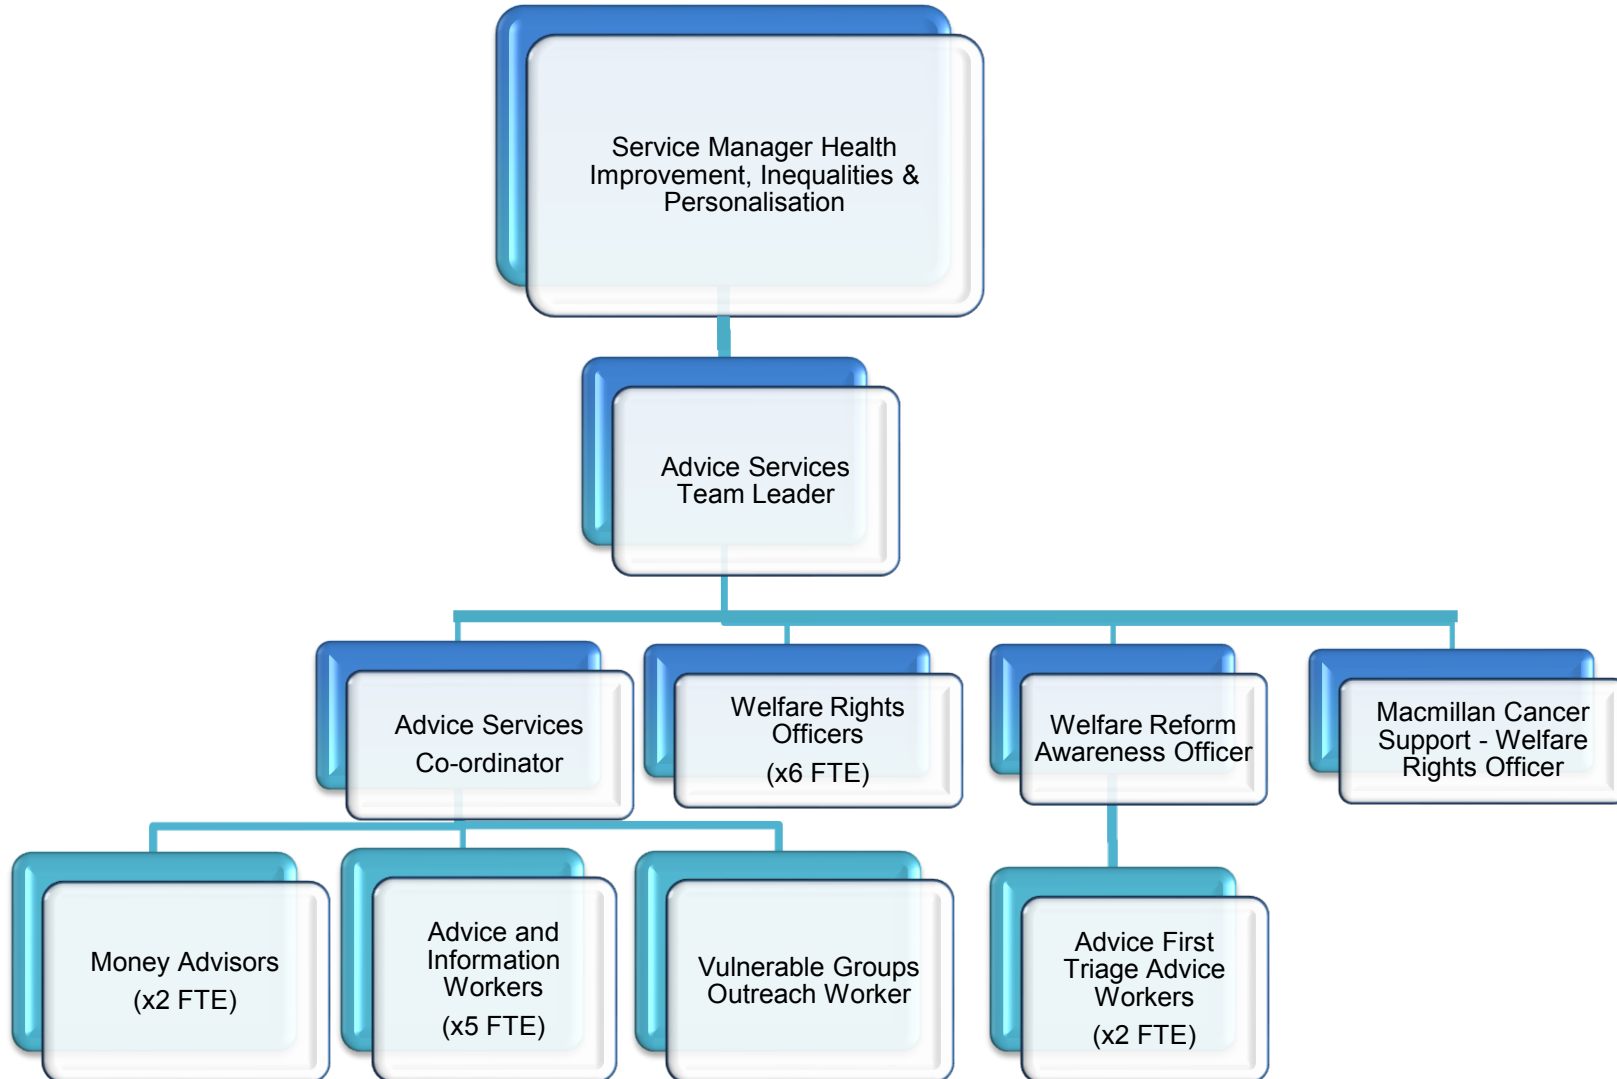 Service Manager Health
Improvement, Inequalities &
Personalisation
Advice Services
Team Leader
Advice Services
Co-ordinator
Welfare Rights
Officers
(x6 FTE)
Welfare Reform
Awareness Officer
Macmillan Cancer
Support - Welfare
Rights Officer
Money Advisors
(x2 FTE)
Advice and
Information
Workers
(x5 FTE)
Vulnerable Groups
Outreach Worker
Advice First
Triage Advice
Workers
(x2 FTE)